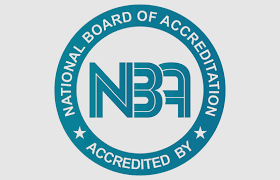 NATIONAL BOARD OF ACCREDITATION
NBA
★ ACCREDITED BY ★